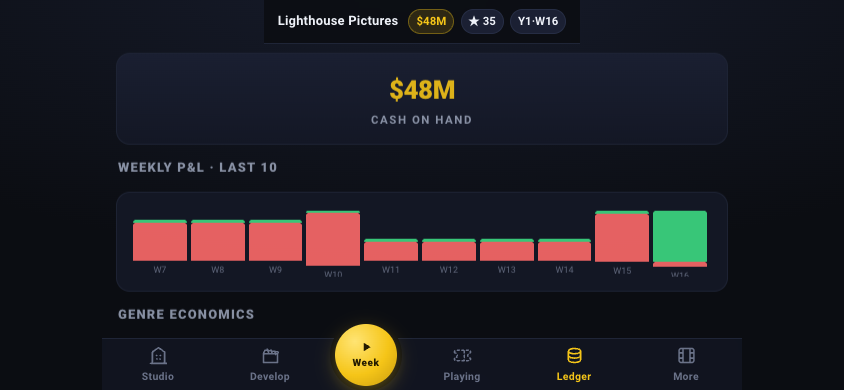 Lighthouse Pictures $48M ★ 35 Y1·W16
$48M
CASH ON HAND
WEEKLY P&L · LAST 10
W7 W8 W9 W10 W11 W12 W13 W14 W15 W16
GENRE ECONOMICS
Week
Studio Develop Playing Ledger More